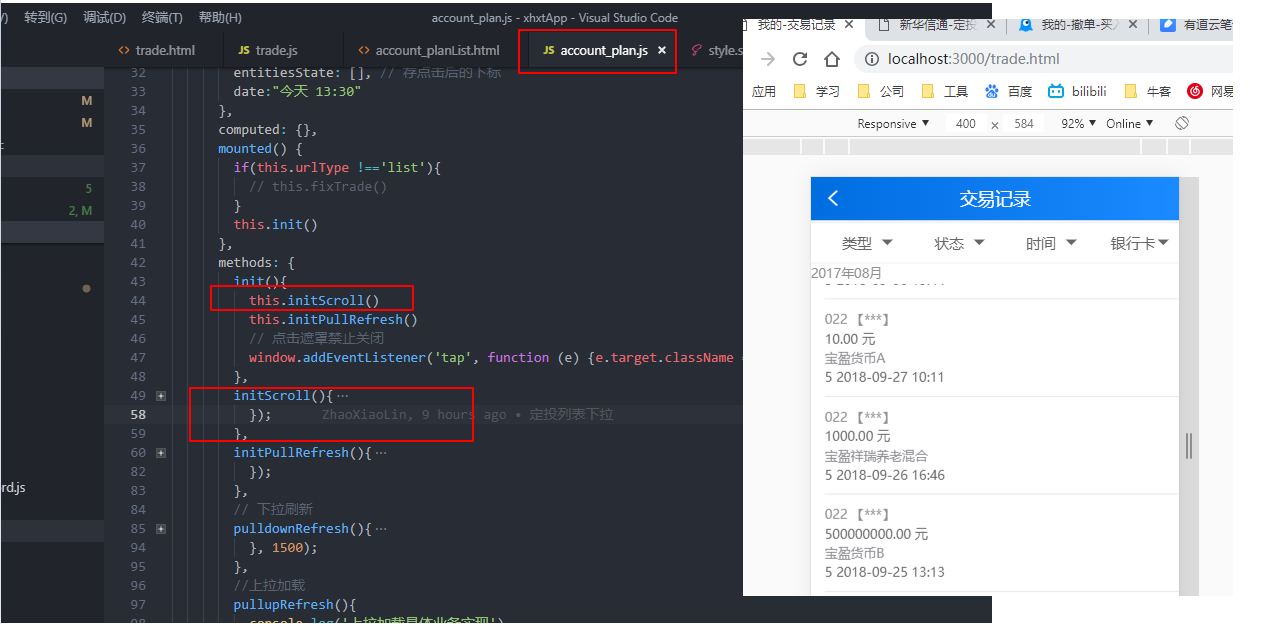 转到(G) 调试(D) 终端(T) 帮助(H)
account_plan.js - xhxtApp - Visual Studio Code
<> trade.html
JS trade.js
<> account_planList.html
JS account_plan.js ×
style.s
M
M
5
2, M
rd.js
32 entitiesState: [], // 存点击后的下标
33 date:"今天 13:30"
34 },
35 computed: {},
36 mounted() {
37 if(this.urlType !=='list'){
38 // this.fixTrade()
39 }
40 this.init()
41 },
42 methods: {
43 init(){
44 this.initScroll()
45 this.initPullRefresh()
46 // 点击遮罩禁止关闭
47 window.addEventListener('tap', function (e) {e.target.className
48 },
49 initScroll(){ ⋯
58 }); ZhaoXiaoLin, 9 hours ago • 定投列表下拉
59 },
60 initPullRefresh(){ ⋯
82 });
83 },
84 // 下拉刷新
85 pulldownRefresh(){ ⋯
94 }, 1500);
95 },
96 //上拉加载
97 pullupRefresh(){
98 console.log('上拉加载具体业务实现')
我的-交易记录 ×
新华信通-定投 ×
我的-撤单-买入 ×
有道云笔
localhost:3000/trade.html
应用 学习 公司 工具 百度 bilibili 牛客 网易
Responsive ▼ 400 x 584 92% ▼ Online ▼
交易记录
类型 状态 时间 银行卡
2017年08月
022 【***】
10.00 元
宝盈货币A
5 2018-09-27 10:11
022 【***】
1000.00 元
宝盈祥瑞养老混合
5 2018-09-26 16:46
022 【***】
500000000.00 元
宝盈货币B
5 2018-09-25 13:13